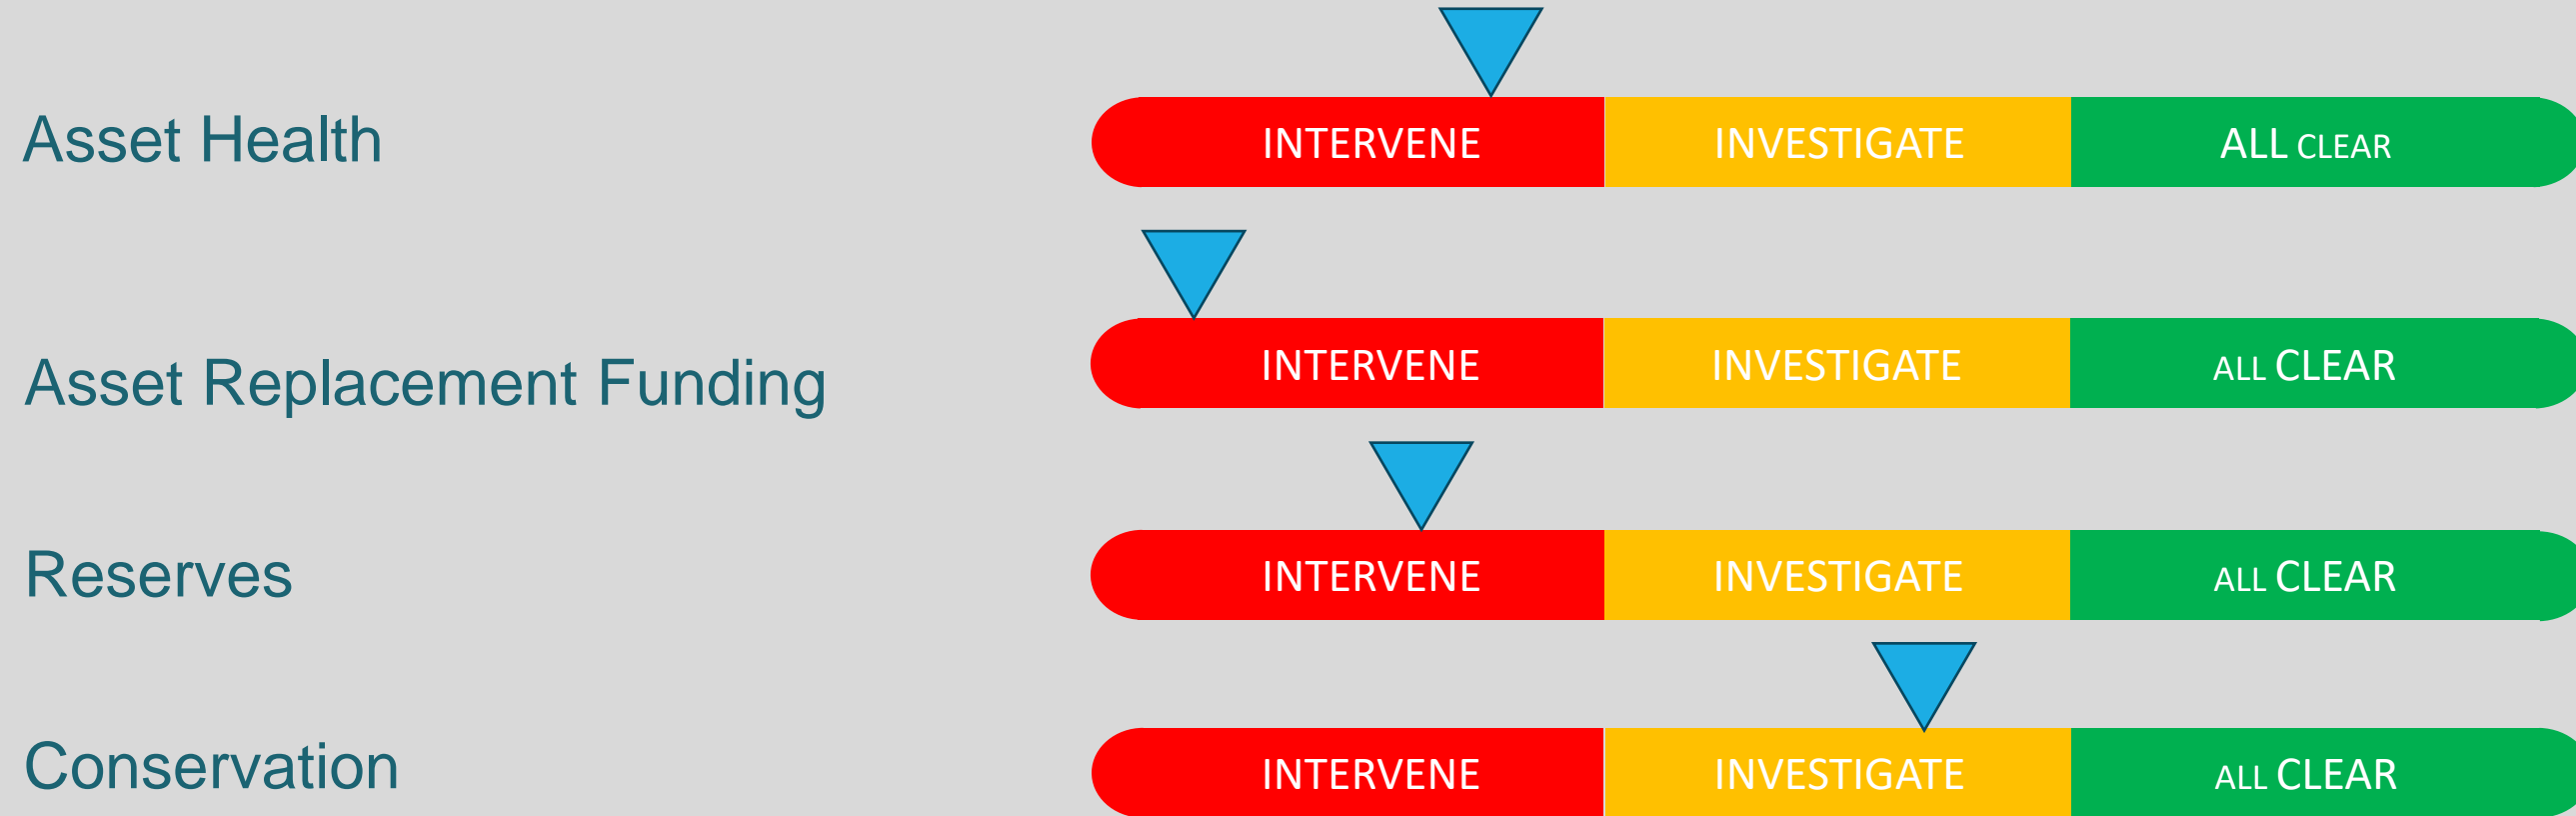 Asset Health
INTERVENE INVESTIGATE ALL CLEAR
Asset Replacement Funding
INTERVENE INVESTIGATE ALL CLEAR
Reserves
INTERVENE INVESTIGATE ALL CLEAR
Conservation
INTERVENE INVESTIGATE ALL CLEAR